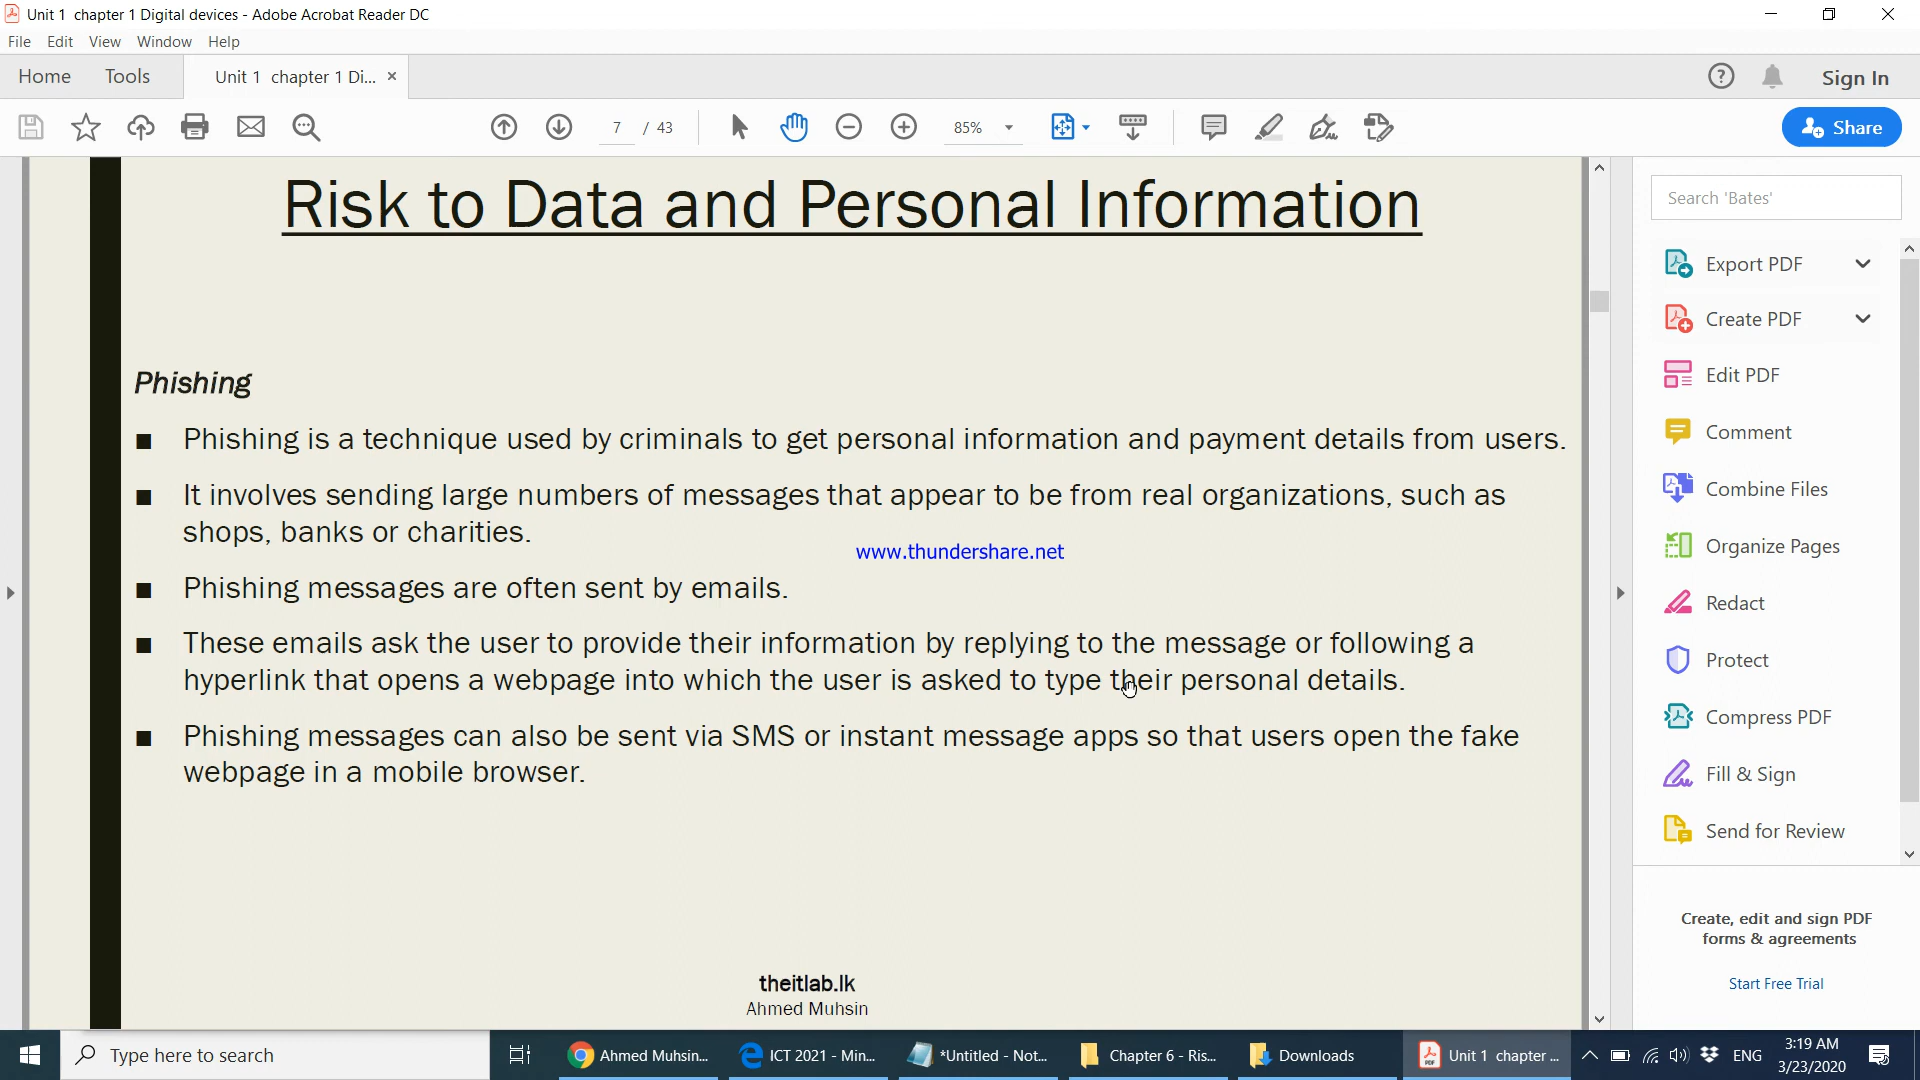 Unit 1 chapter 1 Digital devices - Adobe Acrobat Reader DC
File Edit View Window Help
Home Tools Unit 1 chapter 1 Di... × Sign In
7 / 43 85% Share
Risk to Data and Personal Information
Phishing
■ Phishing is a technique used by criminals to get personal information and payment details from users.
■ It involves sending large numbers of messages that appear to be from real organizations, such as
shops, banks or charities.
www.thundershare.net
■ Phishing messages are often sent by emails.
■ These emails ask the user to provide their information by replying to the message or following a
hyperlink that opens a webpage into which the user is asked to type their personal details.
■ Phishing messages can also be sent via SMS or instant message apps so that users open the fake
webpage in a mobile browser.
theitlab.lk
Ahmed Muhsin
Search 'Bates'
Export PDF
Create PDF
Edit PDF
Comment
Combine Files
Organize Pages
Redact
Protect
Compress PDF
Fill & Sign
Send for Review
Create, edit and sign PDF
forms & agreements
Start Free Trial
Type here to search
Ahmed Muhsin...
ICT 2021 - Min...
*Untitled - Not...
Chapter 6 - Ris...
Downloads
Unit 1 chapter ...
ENG
3:19 AM
3/23/2020